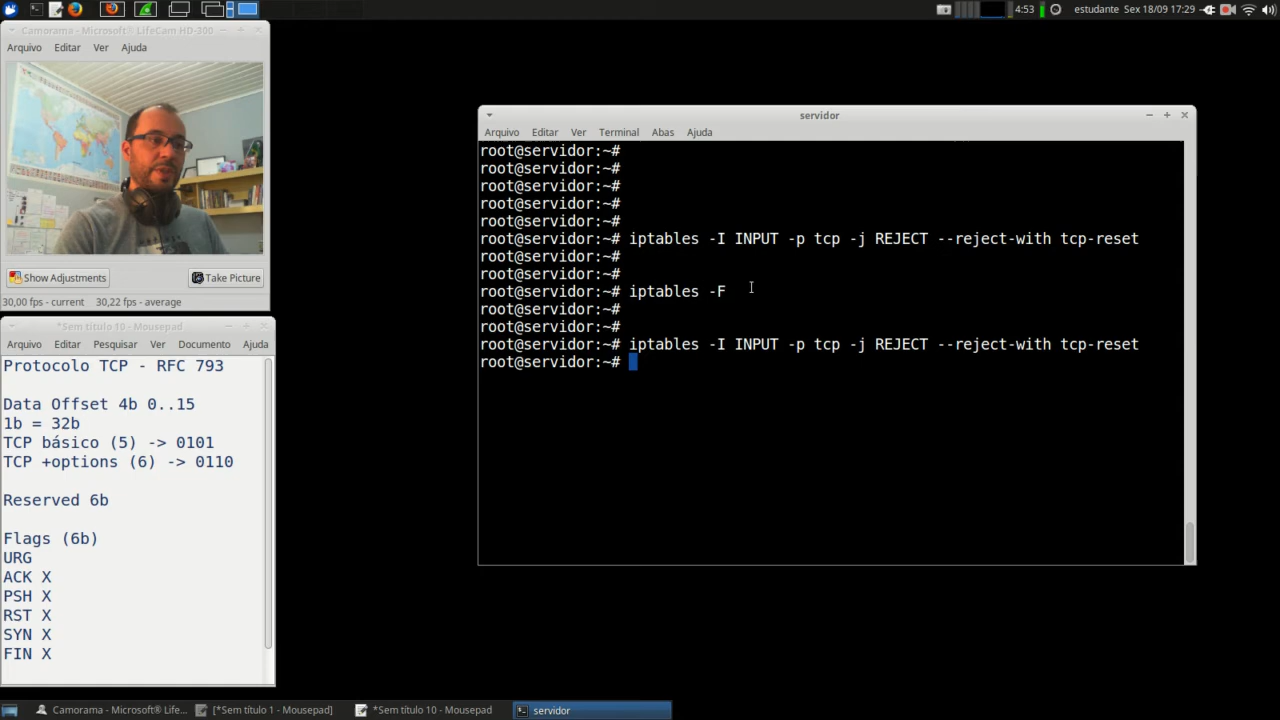 4:53 estudante Sex 18/09 17:29
Camorama - Microsoft® LifeCam HD-300
Arquivo Editar Ver Ajuda
Show Adjustments Take Picture
30,00 fps - current 30,22 fps - average
*Sem título 10 - Mousepad
Arquivo Editar Pesquisar Ver Documento Ajuda
Protocolo TCP - RFC 793
Data Offset 4b 0..15
1b = 32b
TCP básico (5) -> 0101
TCP +options (6) -> 0110
Reserved 6b
Flags (6b)
URG
ACK X
PSH X
RST X
SYN X
FIN X
servidor
Arquivo Editar Ver Terminal Abas Ajuda
root@servidor:~#
root@servidor:~#
root@servidor:~#
root@servidor:~#
root@servidor:~#
root@servidor:~# iptables -I INPUT -p tcp -j REJECT --reject-with tcp-reset
root@servidor:~#
root@servidor:~#
root@servidor:~# iptables -F
root@servidor:~#
root@servidor:~#
root@servidor:~# iptables -I INPUT -p tcp -j REJECT --reject-with tcp-reset
root@servidor:~#
Camorama - Microsoft® Life... [*Sem título 1 - Mousepad] *Sem título 10 - Mousepad servidor